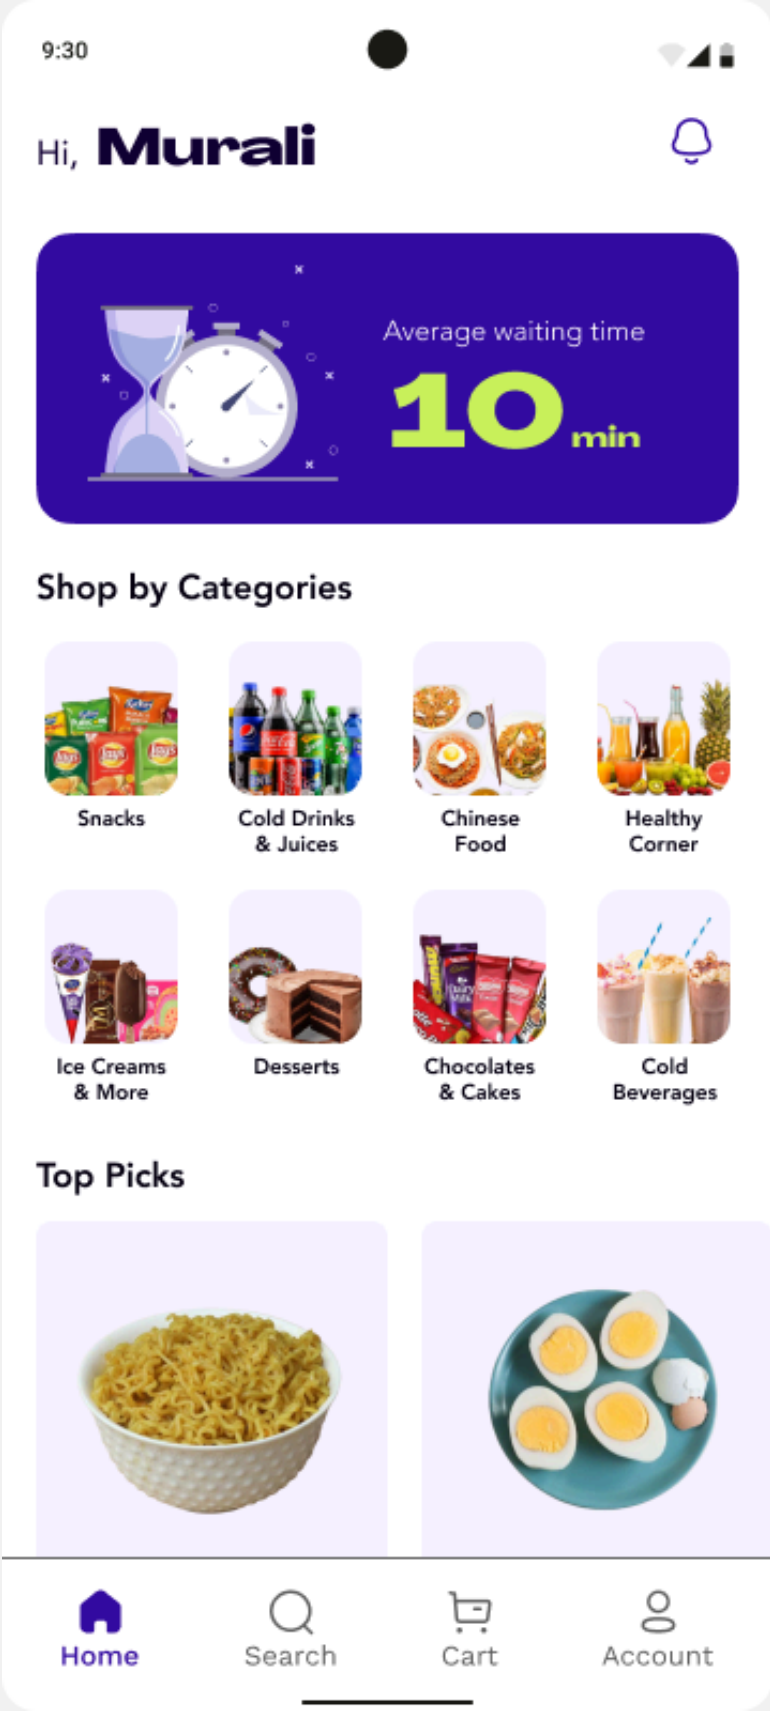 9:30
Hi, Murali
Average waiting time
10 min
Shop by Categories
Snacks
Cold Drinks
& Juices
Chinese
Food
Healthy
Corner
Ice Creams
& More
Desserts
Chocolates
& Cakes
Cold
Beverages
Top Picks
Home
Search
Cart
Account